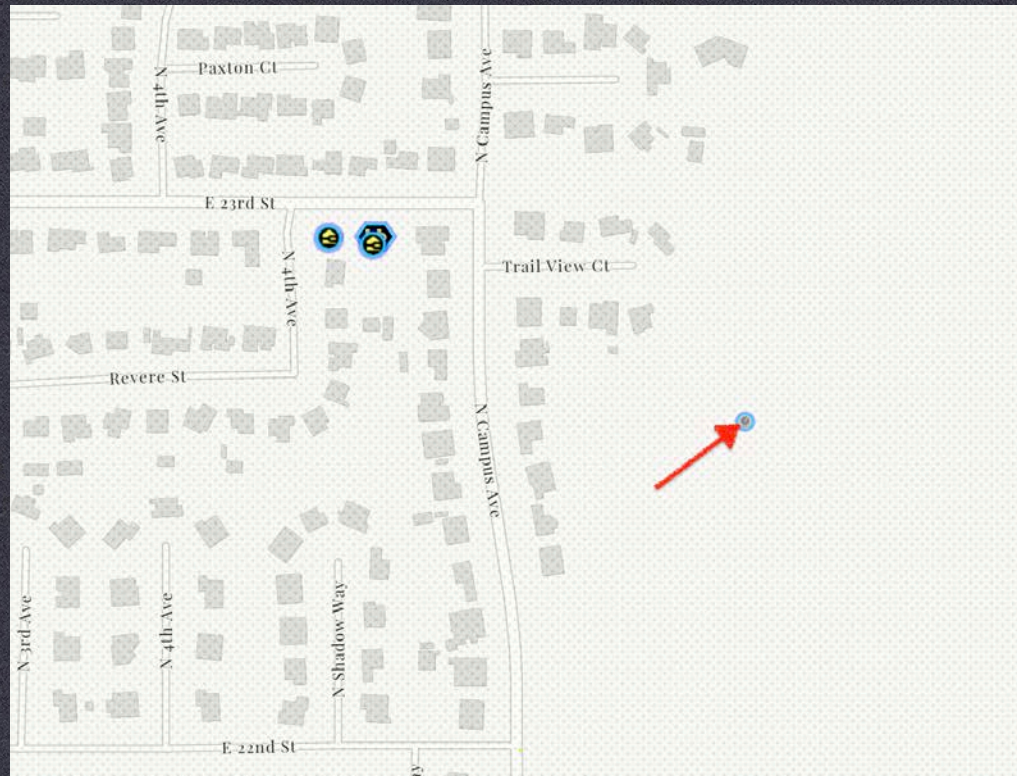 Paxton Ct
N 4th Ave
N Campus Ave
E 23rd St
N 4th Ave
Trail View Ct
Revere St
N Campus Ave
N 3rd Ave
N 4th Ave
N Shadow Way
E 22nd St